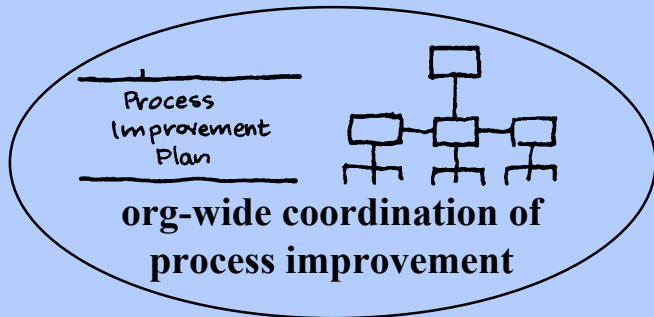 Process
Improvement
Plan
org-wide coordination of
process improvement